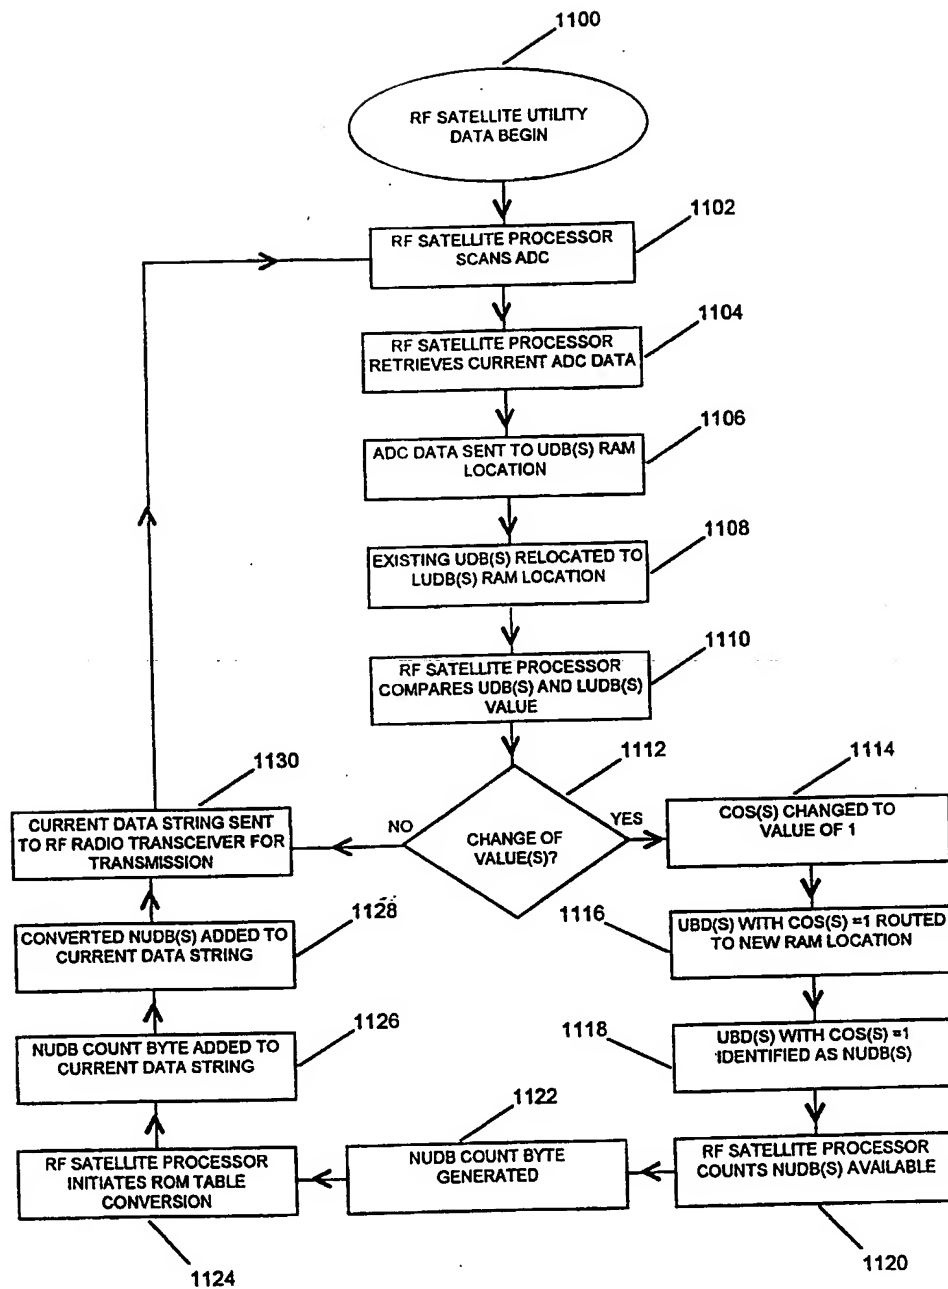 1100
RF SATELLITE UTILITY
DATA BEGIN
1102
RF SATELLITE PROCESSOR
SCANS ADC
1104
RF SATELLITE PROCESSOR
RETRIEVES CURRENT ADC DATA
1106
ADC DATA SENT TO UDB(S) RAM
LOCATION
1108
EXISTING UDB(S) RELOCATED TO
LUDB(S) RAM LOCATION
1110
RF SATELLITE PROCESSOR
COMPARES UDB(S) AND LUDB(S)
VALUE
1112
CHANGE OF
VALUE(S)?
NO
YES
1114
COS(S) CHANGED TO
VALUE OF 1
1116
UBD(S) WITH COS(S) =1 ROUTED
TO NEW RAM LOCATION
1118
UBD(S) WITH COS(S) =1
IDENTIFIED AS NUDB(S)
RF SATELLITE PROCESSOR
COUNTS NUDB(S) AVAILABLE
1120
1122
NUDB COUNT BYTE
GENERATED
RF SATELLITE PROCESSOR
INITIATES ROM TABLE
CONVERSION
1124
1126
NUDB COUNT BYTE ADDED TO
CURRENT DATA STRING
1128
CONVERTED NUDB(S) ADDED TO
CURRENT DATA STRING
1130
CURRENT DATA STRING SENT
TO RF RADIO TRANSCEIVER FOR
TRANSMISSION